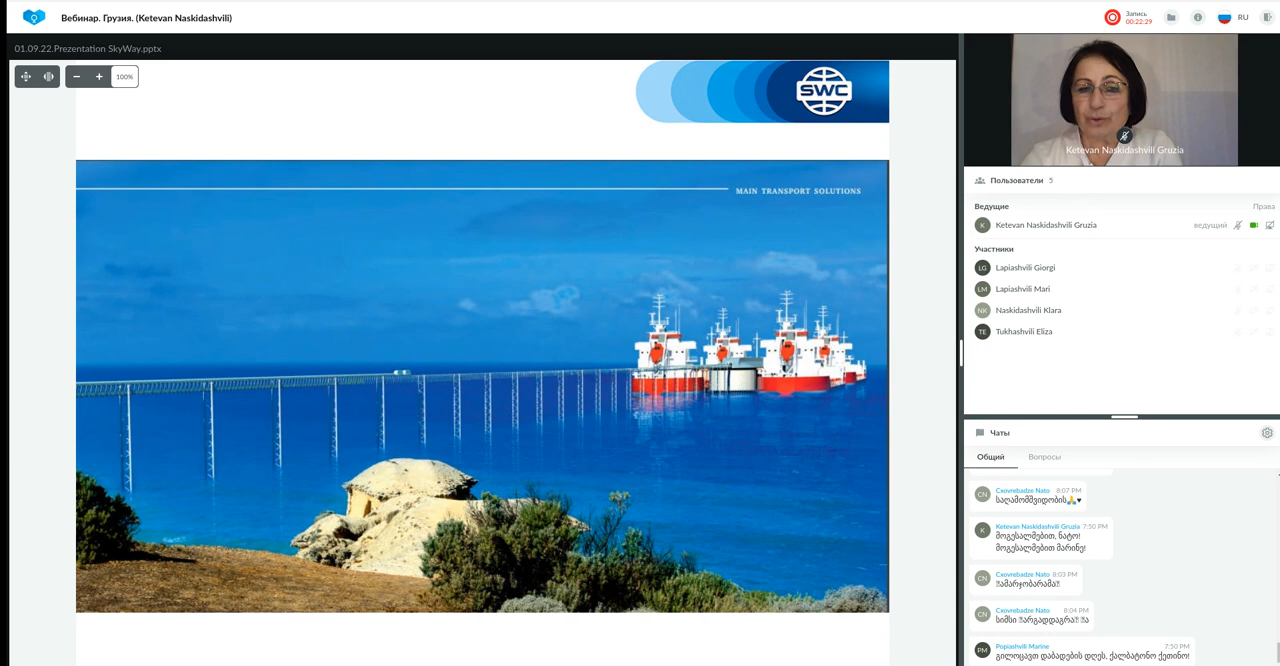 Вебинар. Грузия. (Ketevan Naskidashvili)
Запись
00:22:29
RU
01.09.22.Prezentation SkyWay.pptx
100%
SWC
MAIN TRANSPORT SOLUTIONS
Ketevan Naskidashvili Gruzia
Пользователи 5
Ведущие Права
K Ketevan Naskidashvili Gruzia ведущий
Участники
LG Lapiashvili Giorgi
LM Lapiashvili Mari
NK Naskidashvili Klara
TE Tukhashvili Eliza
Чаты
Общий Вопросы
CN Cxovrebadze Nato 8:07 PM
საღამომშვიდობის🙏♥
K Ketevan Naskidashvili Gruzia 7:50 PM
მოგესალმებით, ნატო!
მოგესალმებით მარინე!
CN Cxovrebadze Nato 8:03 PM
გამარჯობარამა
CN Cxovrebadze Nato 8:04 PM
სიმსი
PM Popiashvili Marine 7:50 PM
გილოცავთ დაბადების დღეს, ქალბატონო ქეთინო!